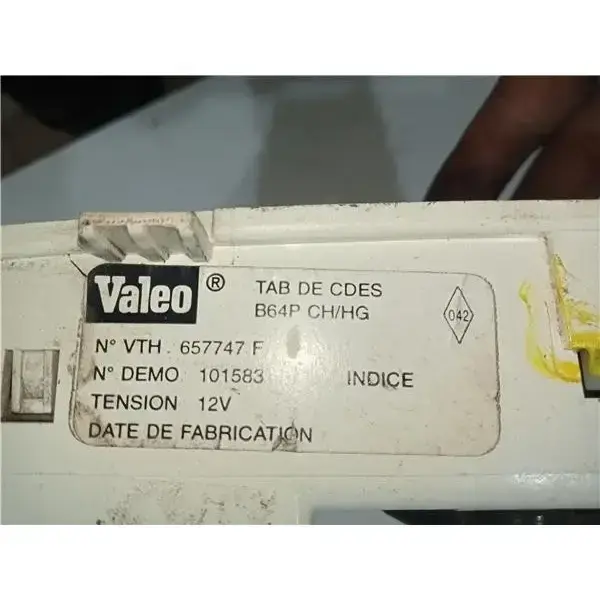 Valeo ® TAB DE CDES
B64P CH/HG
042
N° VTH . 657747 F
N° DEMO 101583 INDICE
TENSION 12V
DATE DE FABRICATION